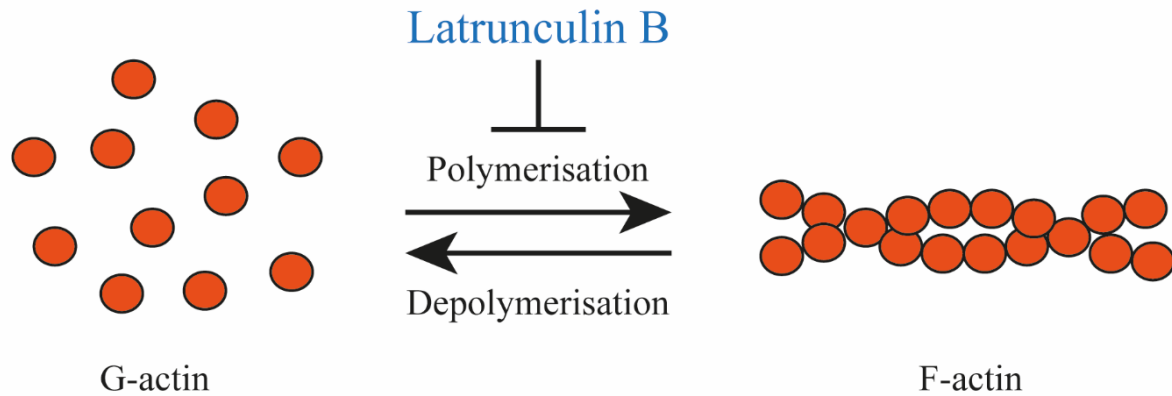 Latrunculin B
Polymerisation
Depolymerisation
G-actin
F-actin